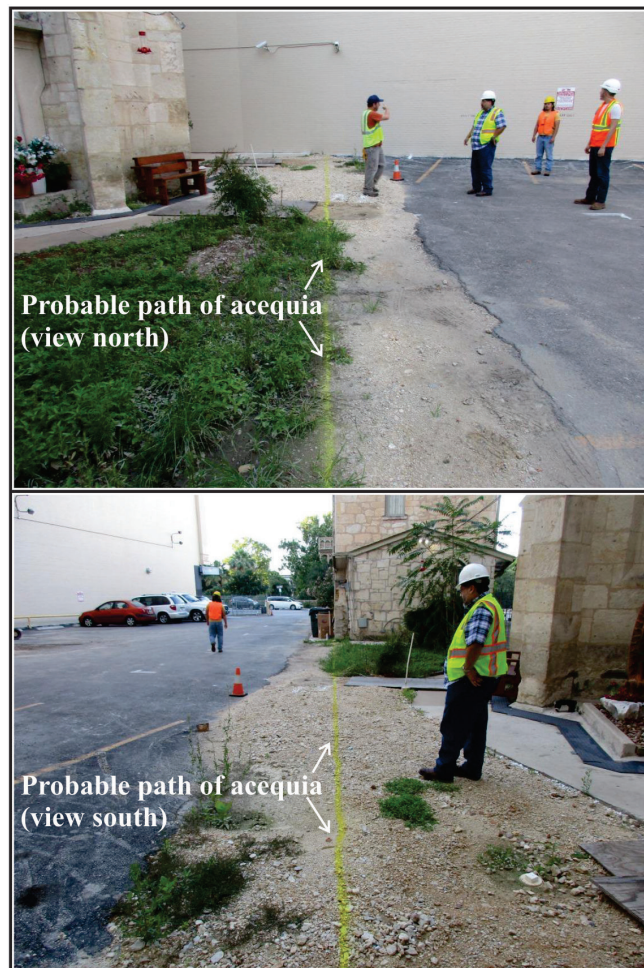 Probable path of acequia
(view north)
Probable path of acequia
(view south)